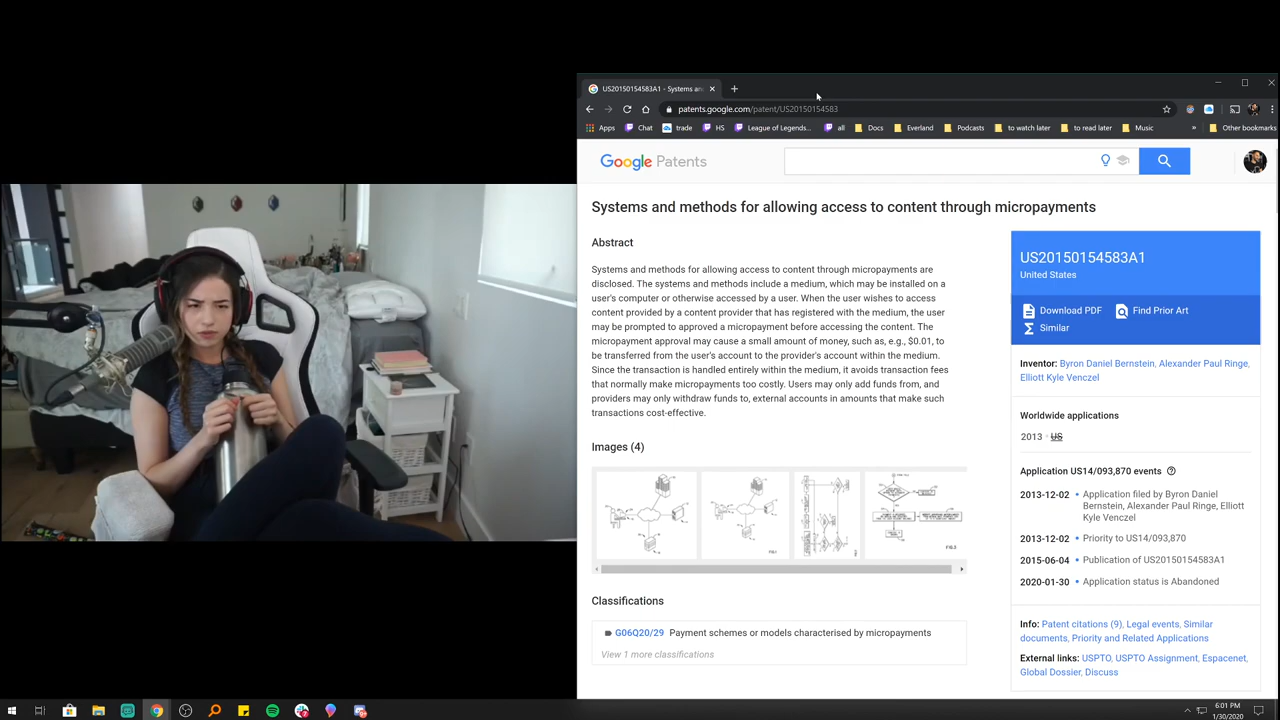 US20150154583A1 - Systems an
patents.google.com/patent/US20150154583
Apps Chat trade HS League of Legends... all Docs Everland Podcasts to watch later to read later Music » Other bookmarks
Google Patents
Systems and methods for allowing access to content through micropayments
Abstract
Systems and methods for allowing access to content through micropayments are
disclosed. The systems and methods include a medium, which may be installed on a
user's computer or otherwise accessed by a user. When the user wishes to access
content provided by a content provider that has registered with the medium, the user
may be prompted to approved a micropayment before accessing the content. The
micropayment approval may cause a small amount of money, such as, e.g., $0.01, to
be transferred from the user's account to the provider's account within the medium.
Since the transaction is handled entirely within the medium, it avoids transaction fees
that normally make micropayments too costly. Users may only add funds from, and
providers may only withdraw funds to, external accounts in amounts that make such
transactions cost-effective.
Images (4)
Classifications
G06Q20/29 Payment schemes or models characterised by micropayments
View 1 more classifications
US20150154583A1
United States
Download PDF Find Prior Art
Similar
Inventor: Byron Daniel Bernstein, Alexander Paul Ringe,
Elliott Kyle Venczel
Worldwide applications
2013 · US
Application US14/093,870 events
2013-12-02 • Application filed by Byron Daniel
Bernstein, Alexander Paul Ringe, Elliott
Kyle Venczel
2013-12-02 • Priority to US14/093,870
2015-06-04 • Publication of US20150154583A1
2020-01-30 • Application status is Abandoned
Info: Patent citations (9), Legal events, Similar
documents, Priority and Related Applications
External links: USPTO, USPTO Assignment, Espacenet,
Global Dossier, Discuss
6:01 PM
1/30/2020